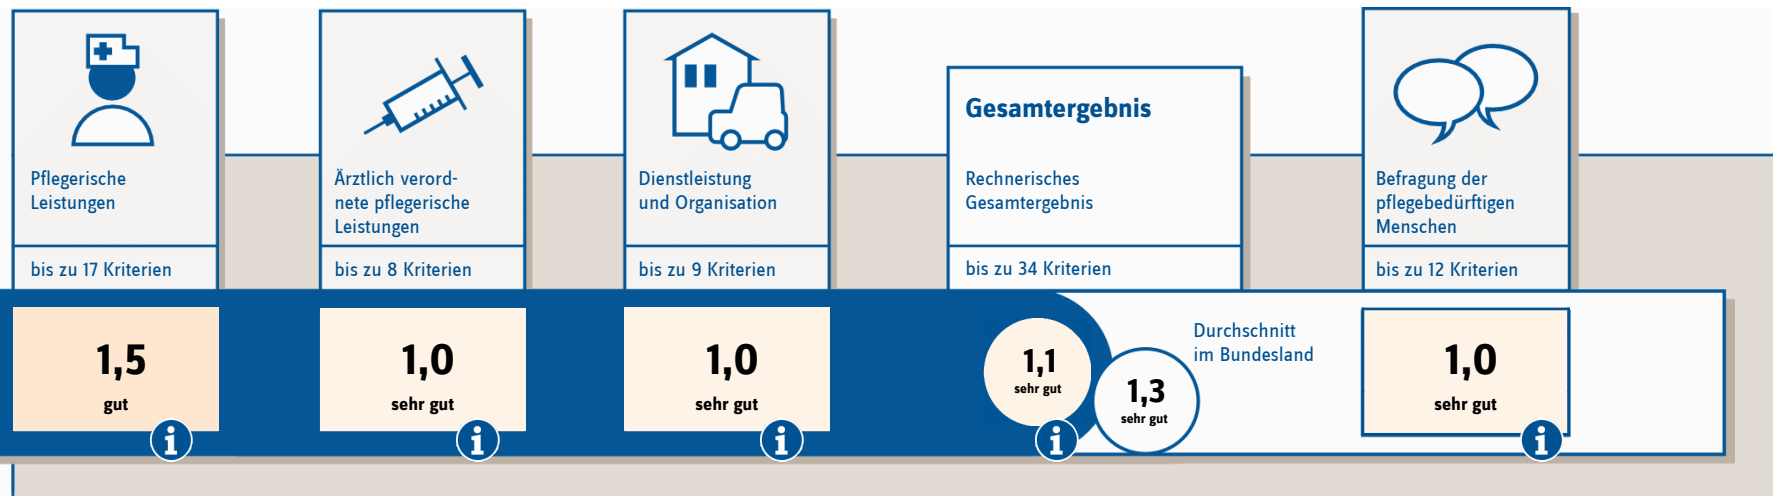 Pflegerische
Leistungen
bis zu 17 Kriterien
1,5
gut
i
Ärztlich verord-
nete pflegerische
Leistungen
bis zu 8 Kriterien
1,0
sehr gut
i
Dienstleistung
und Organisation
bis zu 9 Kriterien
1,0
sehr gut
i
Gesamtergebnis
Rechnerisches
Gesamtergebnis
bis zu 34 Kriterien
1,1
sehr gut
i
1,3
sehr gut
Durchschnitt
im Bundesland
Befragung der
pflegebedürftigen
Menschen
bis zu 12 Kriterien
1,0
sehr gut
i